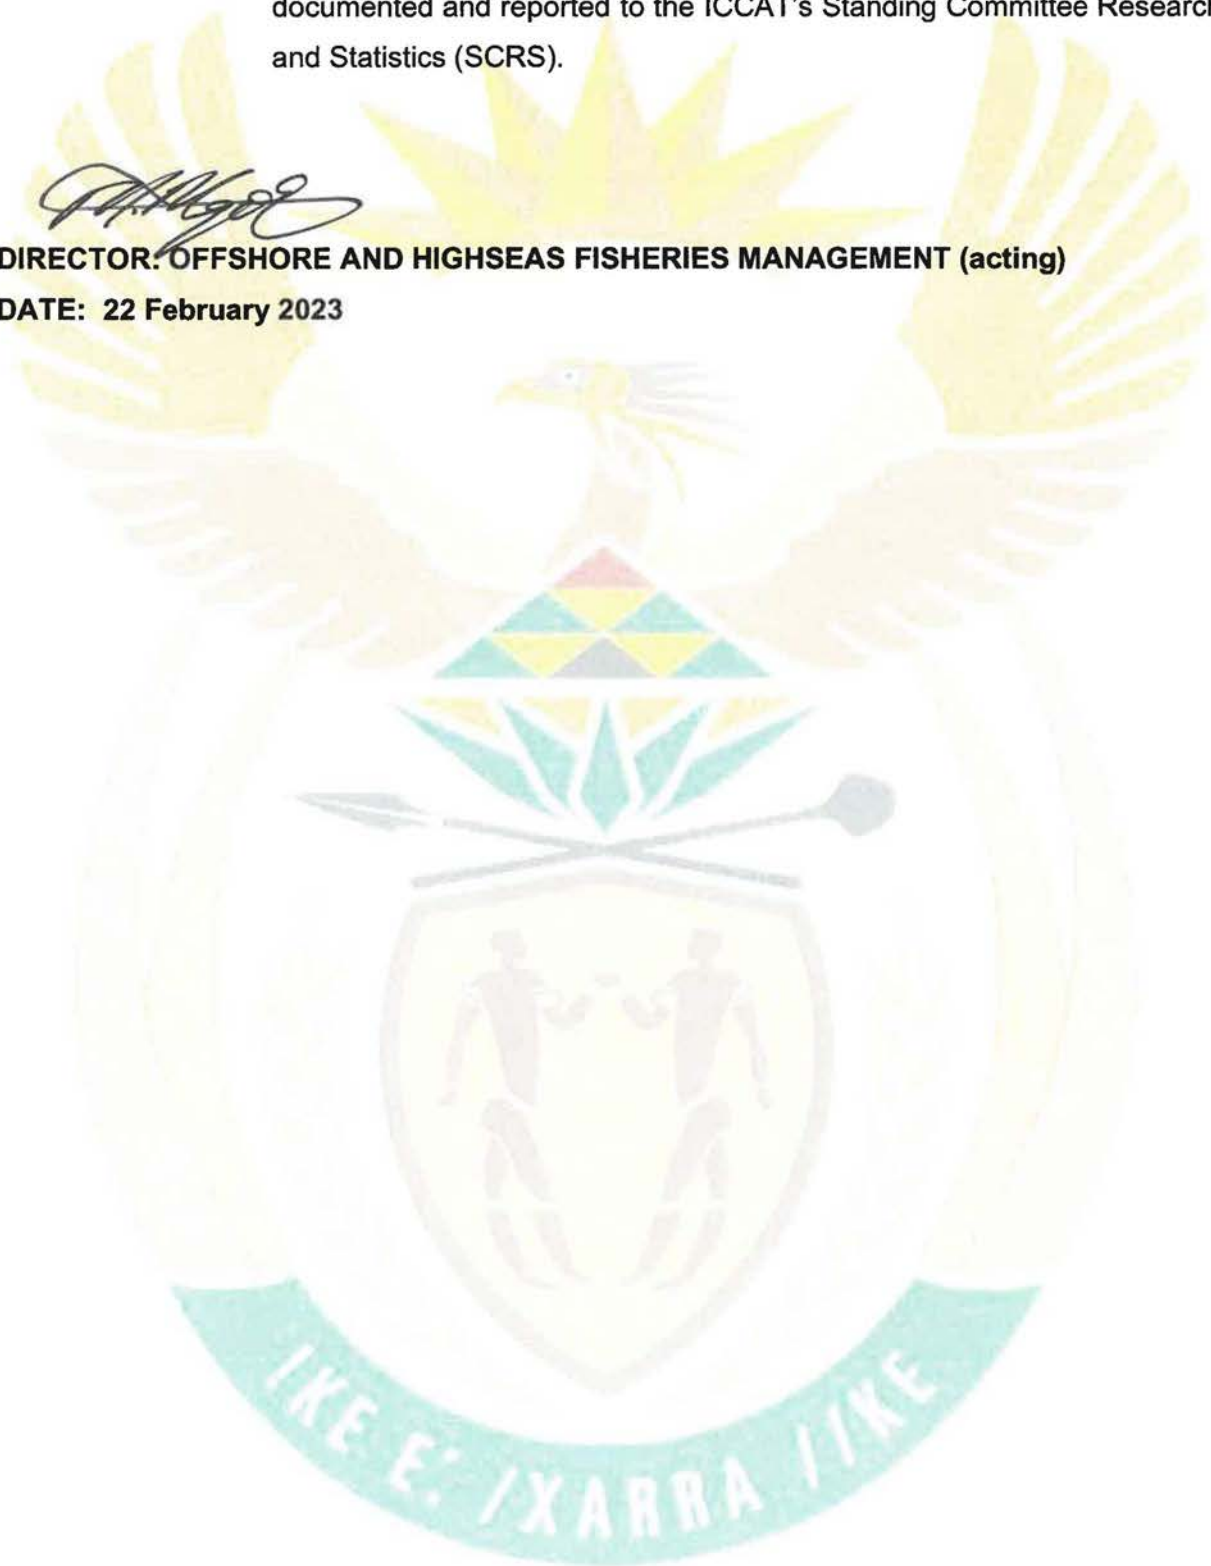 documented and reported to the ICCAT's Standing Committee Research
and Statistics (SCRS).
DIRECTOR: OFFSHORE AND HIGHSEAS FISHERIES MANAGEMENT (acting)
DATE: 22 February 2023
!KE E: /XARRA //KE